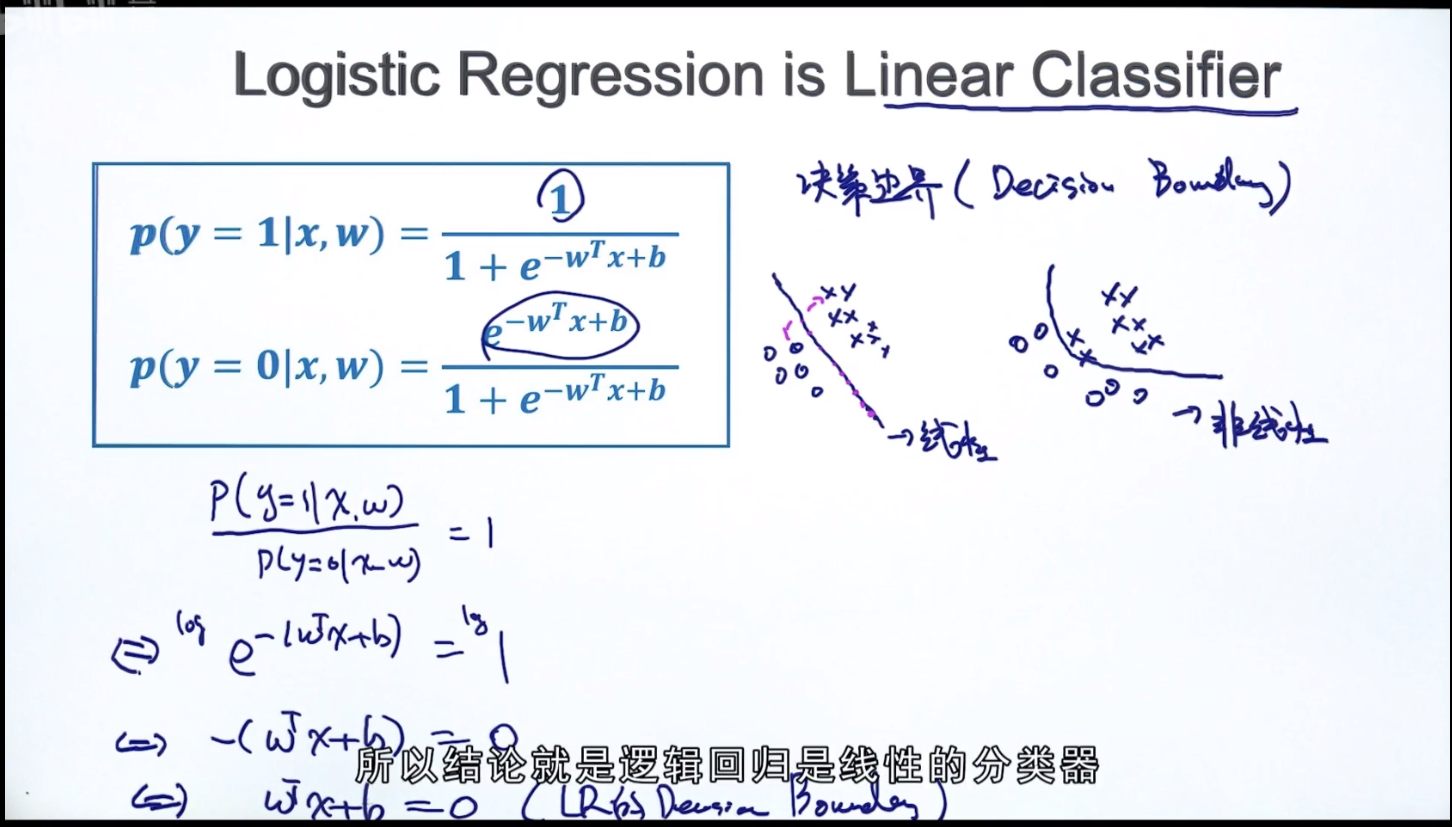 Logistic Regression is Linear Classifier
p(y = 1|x, w) = 1 / (1 + e^{-w^T x+b})
p(y = 0|x, w) = e^{-w^T x+b} / (1 + e^{-w^T x+b})
决策边界 (Decision Boundary)
→线性
→非线性
P(y=1|x,w) / P(y=0|x,w) = 1
⇔ log e^{-(w^T x+b)} = log 1
⇔ -(w^T x+b) = 0
⇔ w^T x+b = 0 (LR的 Decision Boundary)
所以结论就是逻辑回归是线性的分类器